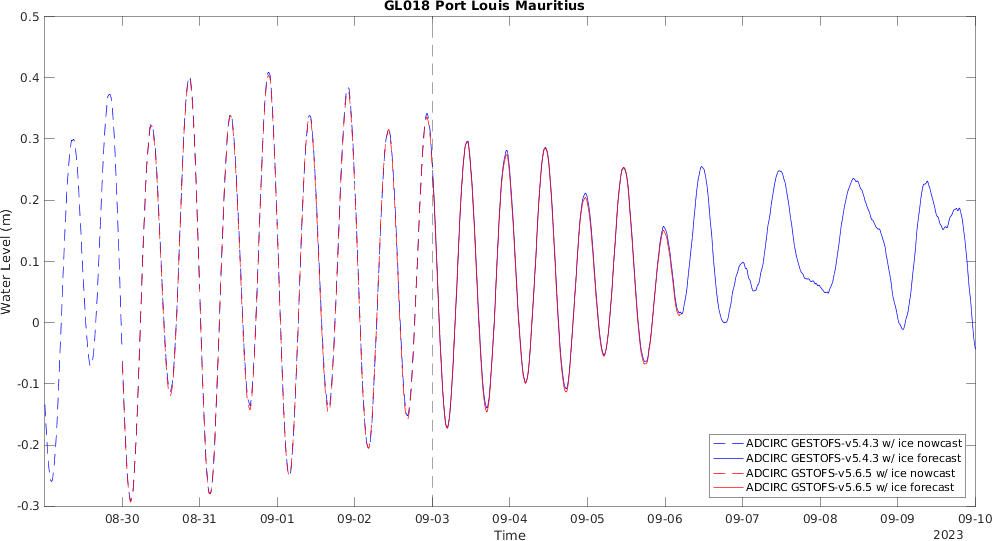 GL018 Port Louis Mauritius
0.5
0.4
0.3
0.2
0.1
0
-0.1
-0.2
-0.3
Water Level (m)
ADCIRC GESTOFS-v5.4.3 w/ ice nowcast
ADCIRC GESTOFS-v5.4.3 w/ ice forecast
ADCIRC GSTOFS-v5.6.5 w/ ice nowcast
ADCIRC GSTOFS-v5.6.5 w/ ice forecast
08-30 08-31 09-01 09-02 09-03 09-04 09-05 09-06 09-07 09-08 09-09 09-10
Time
2023